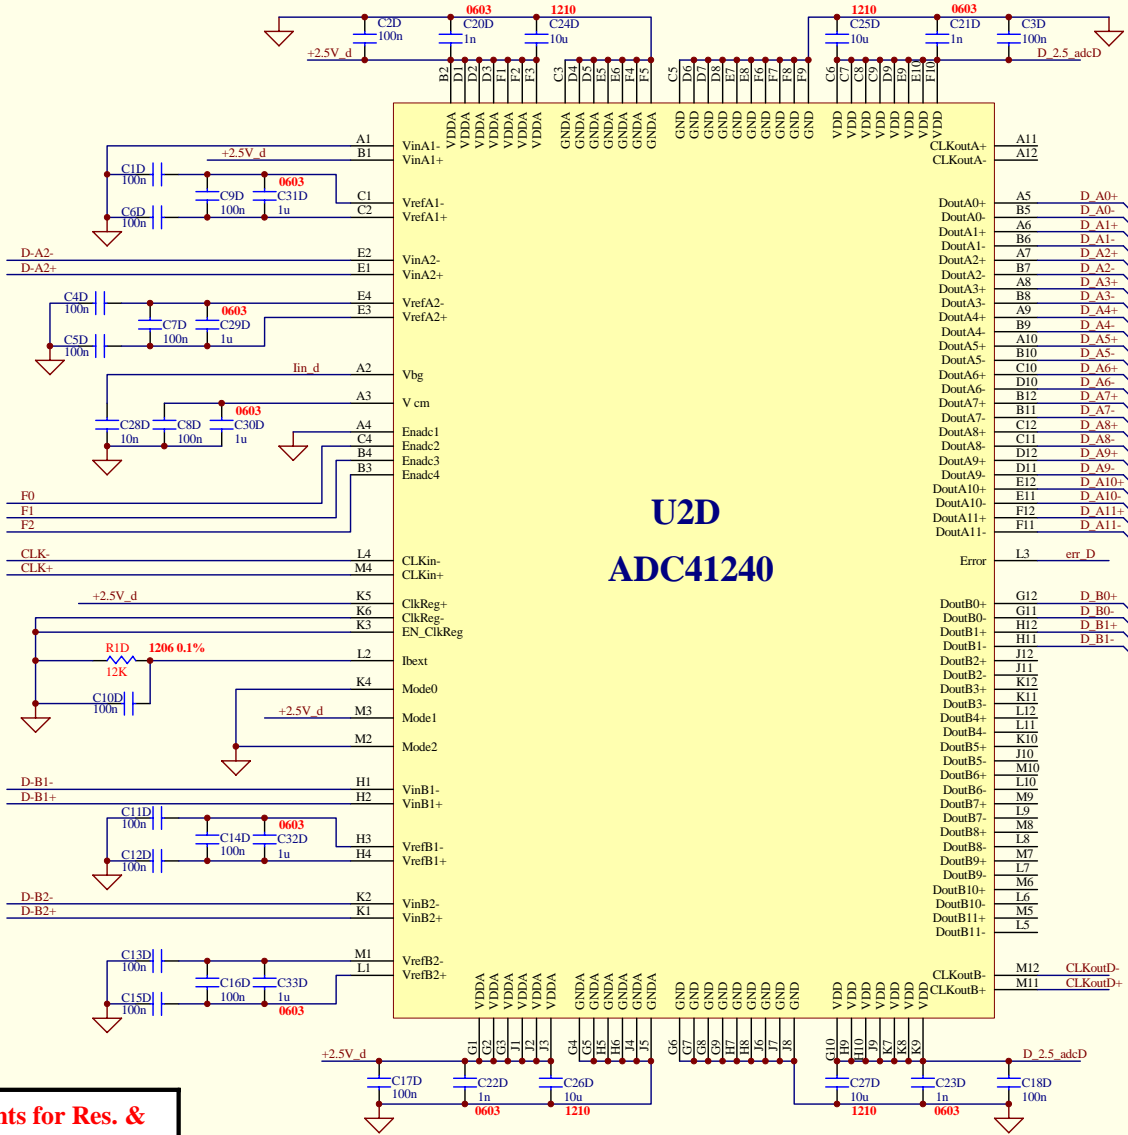 0603 1210 1210 0603
C2D 100n C20D 1n C24D 10u C25D 10u C21D 1n C3D 100n
+2.5V_d D_2.5_adcD
B2 D1 D2 D3 F1 F2 F3 C3 D4 D5 E5 E6 F4 F5 C5 D6 D7 D8 E7 E8 F6 F7 F8 F9 C6 C7 C8 C9 D9 E9 E10 F10
VDDA VDDA VDDA VDDA VDDA VDDA VDDA GNDA GNDA GNDA GNDA GNDA GNDA GNDA GND GND GND GND GND GND GND GND GND GND VDD VDD VDD VDD VDD VDD VDD VDD
A1 VinA1-
+2.5V_d B1 VinA1+
C1D 100n
0603
C9D 100n C31D 1u
C1 VrefA1-
C6D 100n
C2 VrefA1+
D-A2- E2 VinA2-
D-A2+ E1 VinA2+
C4D 100n
E4 VrefA2-
0603
E3 VrefA2+
C7D 100n C29D 1u
C5D 100n
Iin_d A2 Vbg
A3 V cm
0603
C28D 10n C8D 100n C30D 1u
A4 Enadc1
C4 Enadc2
B4 Enadc3
B3 Enadc4
F0
F1
F2
CLK- L4 CLKin-
CLK+ M4 CLKin+
+2.5V_d K5 ClkReg+
K6 ClkReg-
K3 EN_ClkReg
R1D 12K 1206 0.1%
L2 Ibext
C10D 100n
K4 Mode0
+2.5V_d M3 Mode1
M2 Mode2
D-B1- H1 VinB1-
D-B1+ H2 VinB1+
C11D 100n
0603
C14D 100n C32D 1u
H3 VrefB1-
C12D 100n
H4 VrefB1+
D-B2- K2 VinB2-
D-B2+ K1 VinB2+
C13D 100n
M1 VrefB2-
L1 VrefB2+
C16D 100n C33D 1u
C15D 100n
0603
U2D
ADC41240
CLKoutA+ A11
CLKoutA- A12
DoutA0+ A5 D_A0+
DoutA0- B5 D_A0-
DoutA1+ A6 D_A1+
DoutA1- B6 D_A1-
DoutA2+ A7 D_A2+
DoutA2- B7 D_A2-
DoutA3+ A8 D_A3+
DoutA3- B8 D_A3-
DoutA4+ A9 D_A4+
DoutA4- B9 D_A4-
DoutA5+ A10 D_A5+
DoutA5- B10 D_A5-
DoutA6+ C10 D_A6+
DoutA6- D10 D_A6-
DoutA7+ B12 D_A7+
DoutA7- B11 D_A7-
DoutA8+ C12 D_A8+
DoutA8- C11 D_A8-
DoutA9+ D12 D_A9+
DoutA9- D11 D_A9-
DoutA10+ E12 D_A10+
DoutA10- E11 D_A10-
DoutA11+ F12 D_A11+
DoutA11- F11 D_A11-
Error L3 err_D
DoutB0+ G12 D_B0+
DoutB0- G11 D_B0-
DoutB1+ H12 D_B1+
DoutB1- H11 D_B1-
DoutB2+ J12
DoutB2- J11
DoutB3+ K12
DoutB3- K11
DoutB4+ L12
DoutB4- L11
DoutB5+ K10
DoutB5- J10
DoutB6+ M10
DoutB6- L10
DoutB7+ M9
DoutB7- L9
DoutB8+ M8
DoutB8- L8
DoutB9+ M7
DoutB9- L7
DoutB10+ M6
DoutB10- L6
DoutB11+ M5
DoutB11- L5
CLKoutB- M12 CLKoutD-
CLKoutB+ M11 CLKoutD+
VDDA VDDA VDDA VDDA VDDA VDDA GNDA GNDA GNDA GNDA GNDA GNDA GND GND GND GND GND GND GND GND GND VDD VDD VDD VDD VDD VDD VDD
G1 G2 G3 J1 J2 J3 G4 G5 H5 H6 J4 J5 G6 G7 G8 G9 H7 H8 J6 J7 J8 G10 H9 H10 J9 K7 K8 K9
+2.5V_d D_2.5_adcD
C17D 100n C22D 1n C26D 10u C27D 10u C23D 1n C18D 100n
0603 1210 1210 0603
nts for Res. &